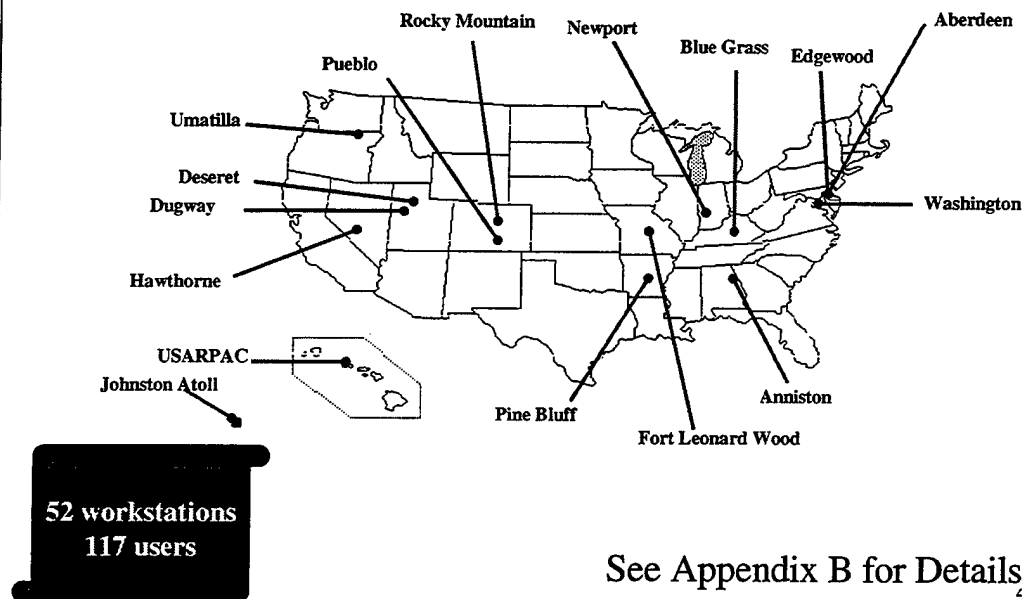 Rocky Mountain
Newport
Aberdeen
Blue Grass
Edgewood
Pueblo
Umatilla
Deseret
Dugway
Washington
Hawthorne
USARPAC
Johnston Atoll
Anniston
Pine Bluff
Fort Leonard Wood
52 workstations
117 users
See Appendix B for Details